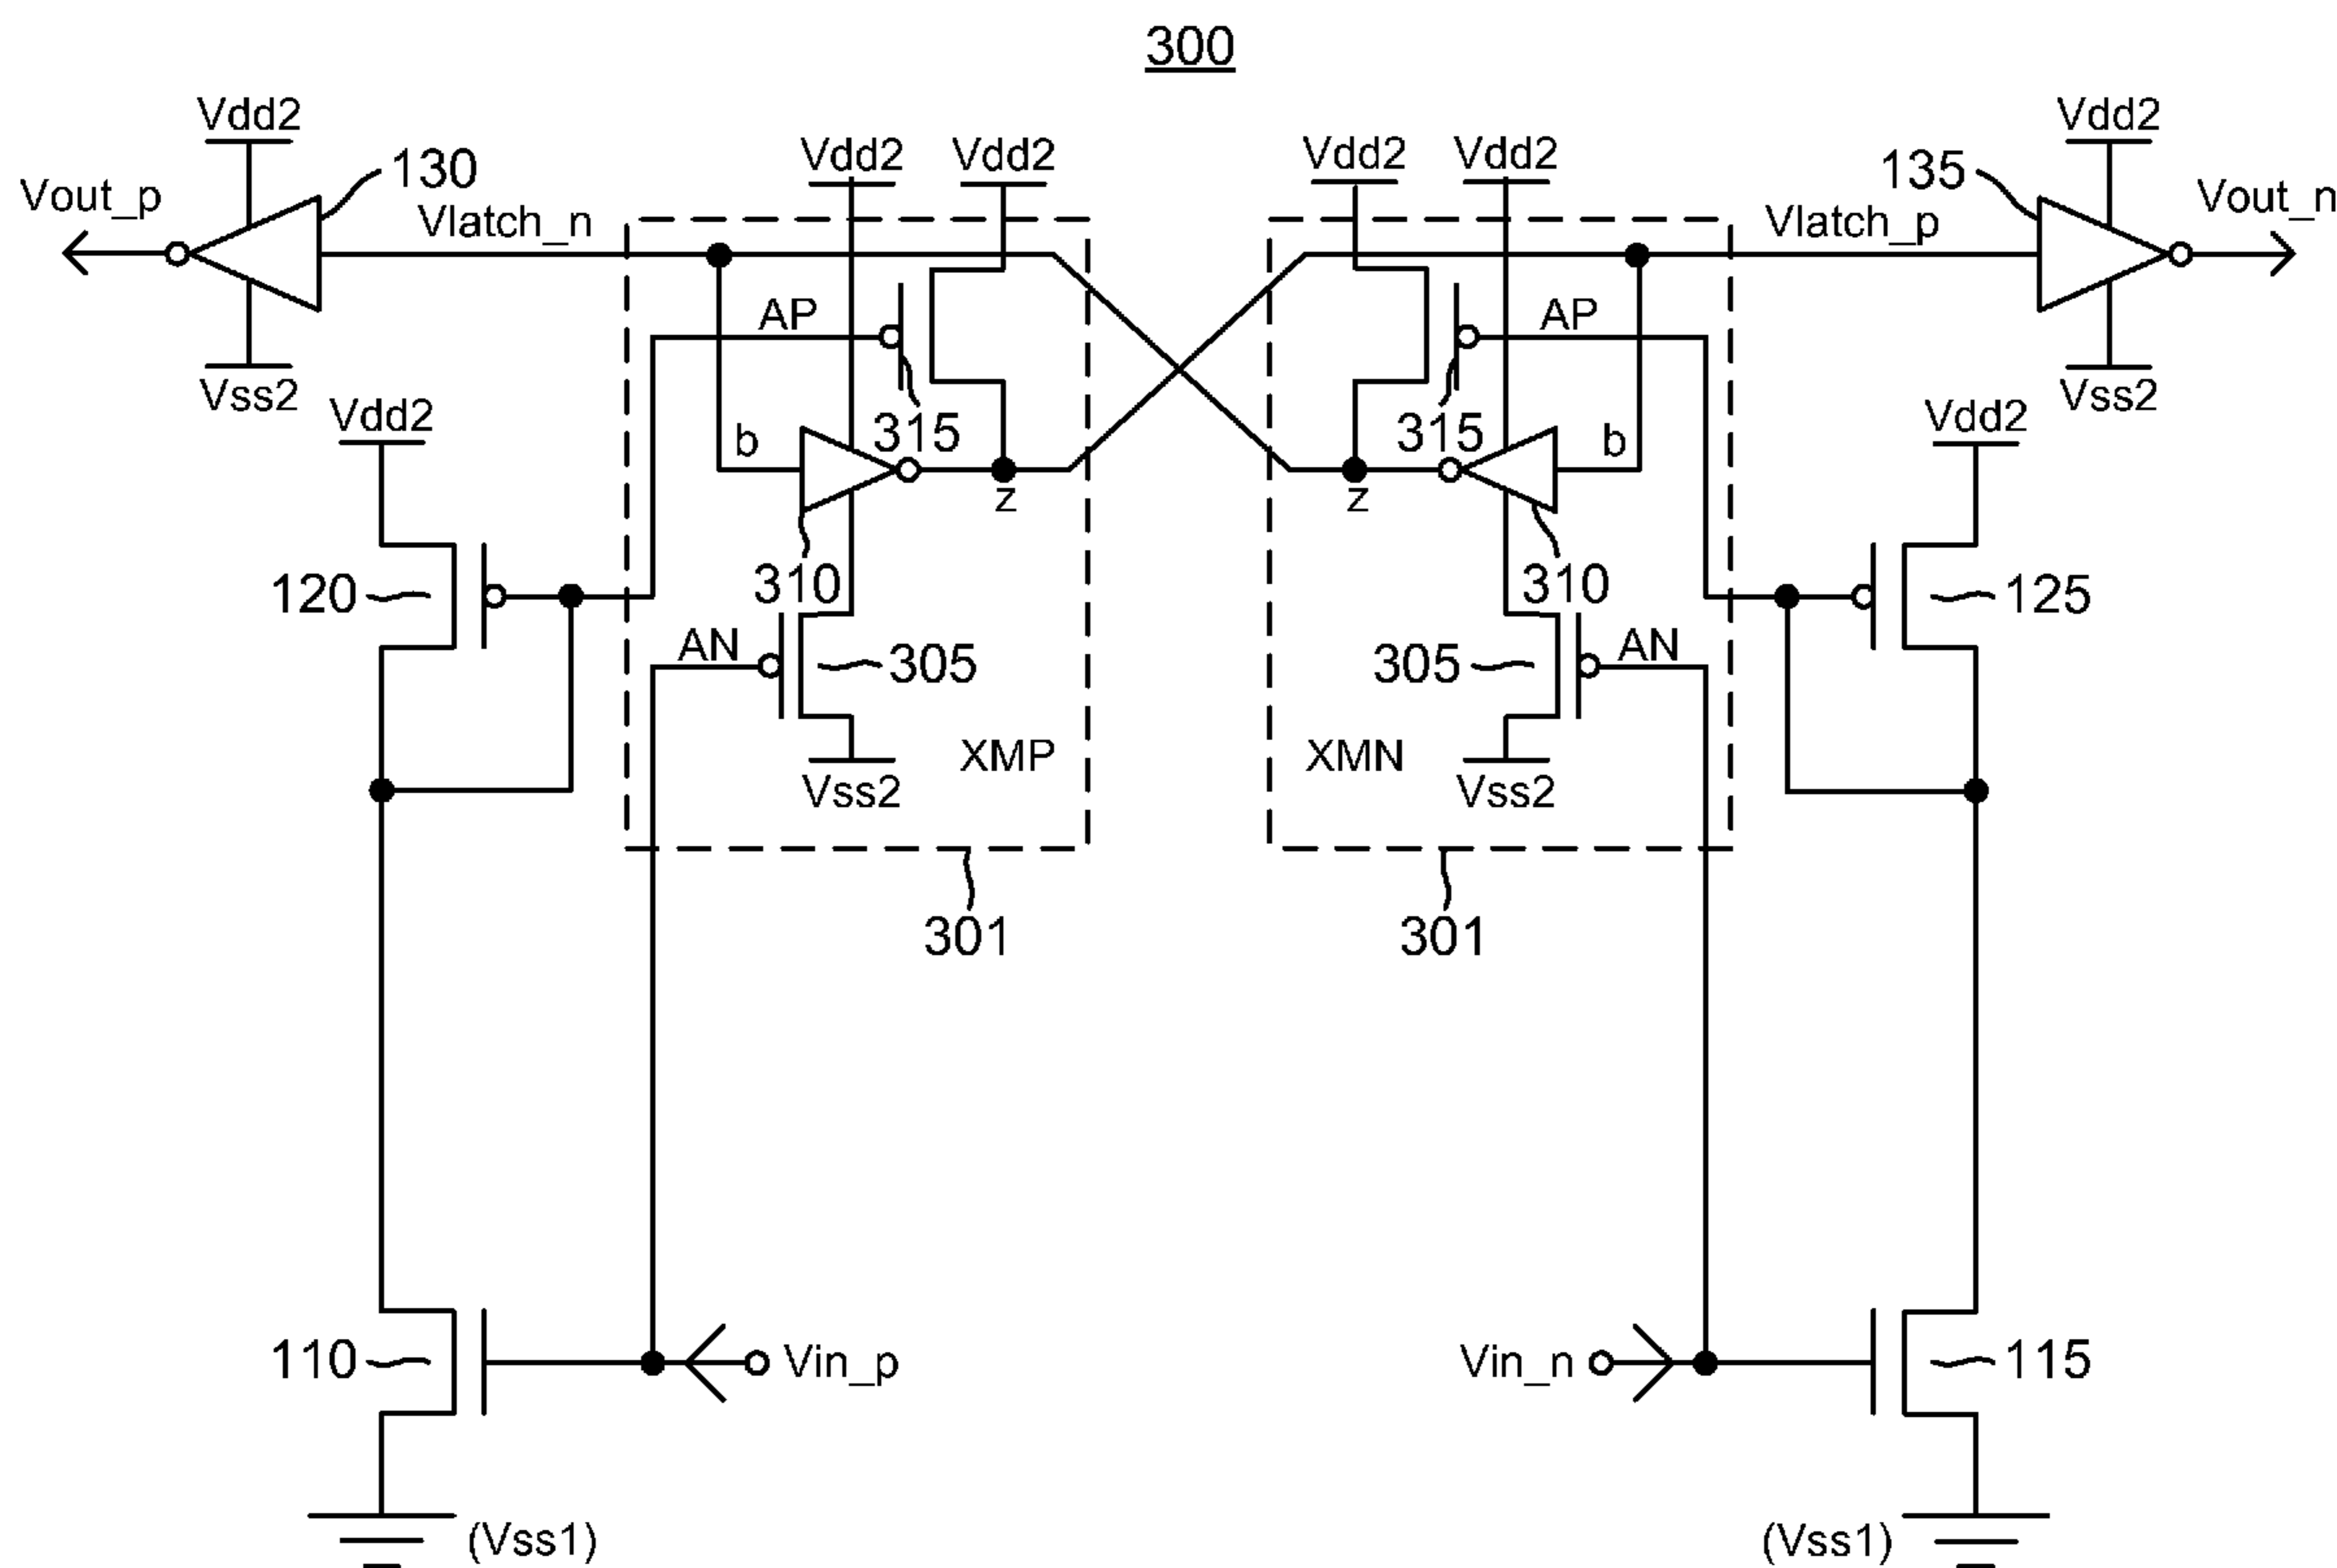 300
Vdd2
Vdd2
Vdd2
Vdd2
Vdd2
Vdd2
130
135
Vout_p
Vlatch_n
Vlatch_p
Vout_n
AP
AP
Vss2
Vss2
Vdd2
Vdd2
b
315
315
b
z
z
120
310
310
125
AN
305
305
AN
XMP
XMN
Vss2
Vss2
301
301
110
Vin_p
Vin_n
115
(Vss1)
(Vss1)